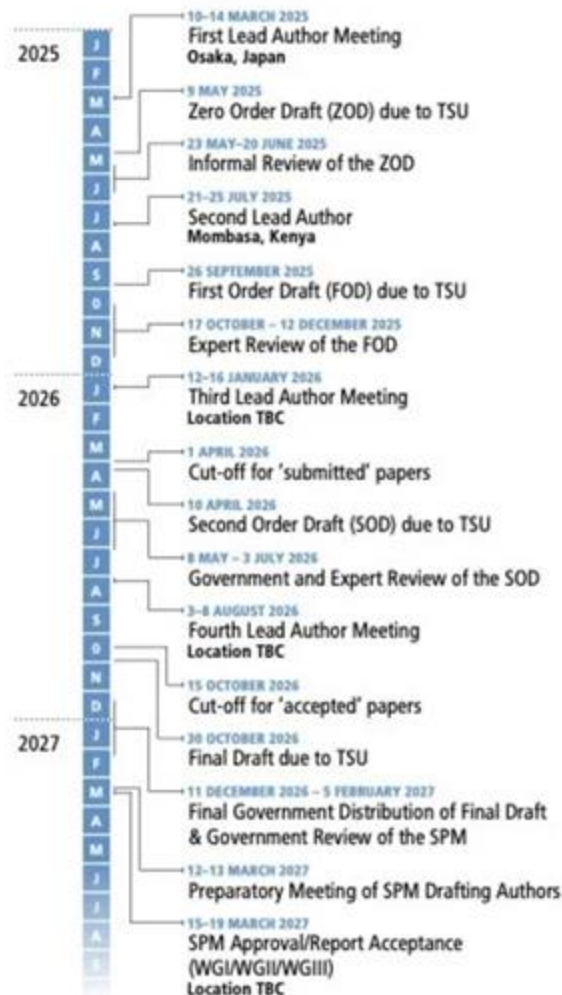 2025
J
F
M
A
M
J
J
A
S
O
N
D
2026
J
F
M
A
M
J
J
A
S
O
N
D
2027
J
F
M
A
M
J
J
A
S
10–14 MARCH 2025
First Lead Author Meeting
Osaka, Japan
9 MAY 2025
Zero Order Draft (ZOD) due to TSU
23 MAY–20 JUNE 2025
Informal Review of the ZOD
21–25 JULY 2025
Second Lead Author
Mombasa, Kenya
26 SEPTEMBER 2025
First Order Draft (FOD) due to TSU
17 OCTOBER – 12 DECEMBER 2025
Expert Review of the FOD
12–16 JANUARY 2026
Third Lead Author Meeting
Location TBC
1 APRIL 2026
Cut-off for ‘submitted’ papers
10 APRIL 2026
Second Order Draft (SOD) due to TSU
8 MAY – 3 JULY 2026
Government and Expert Review of the SOD
3–8 AUGUST 2026
Fourth Lead Author Meeting
Location TBC
15 OCTOBER 2026
Cut-off for ‘accepted’ papers
30 OCTOBER 2026
Final Draft due to TSU
11 DECEMBER 2026 – 5 FEBRUARY 2027
Final Government Distribution of Final Draft
& Government Review of the SPM
12–13 MARCH 2027
Preparatory Meeting of SPM Drafting Authors
15–19 MARCH 2027
SPM Approval/Report Acceptance
(WGI/WGII/WGIII)
Location TBC